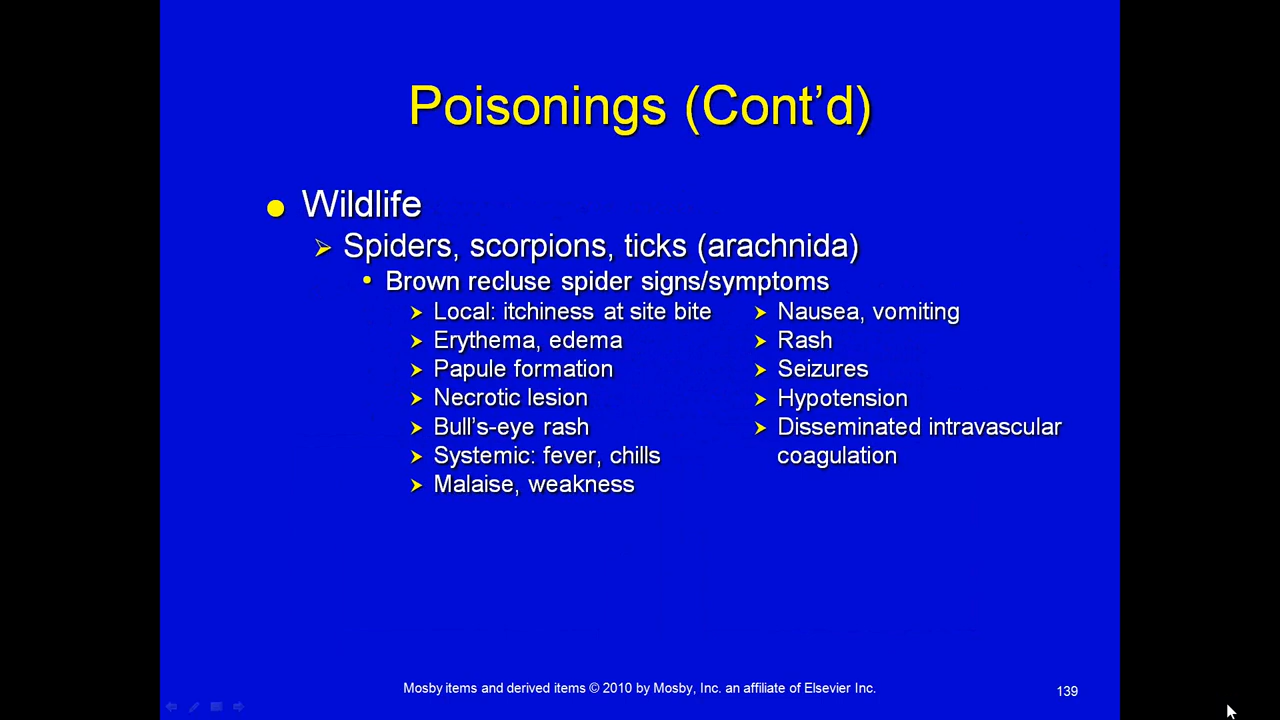 Poisonings (Cont’d)
Wildlife
Spiders, scorpions, ticks (arachnida)
Brown recluse spider signs/symptoms
Local: itchiness at site bite
Erythema, edema
Papule formation
Necrotic lesion
Bull’s-eye rash
Systemic: fever, chills
Malaise, weakness
Nausea, vomiting
Rash
Seizures
Hypotension
Disseminated intravascular
coagulation
Mosby items and derived items © 2010 by Mosby, Inc. an affiliate of Elsevier Inc.
139